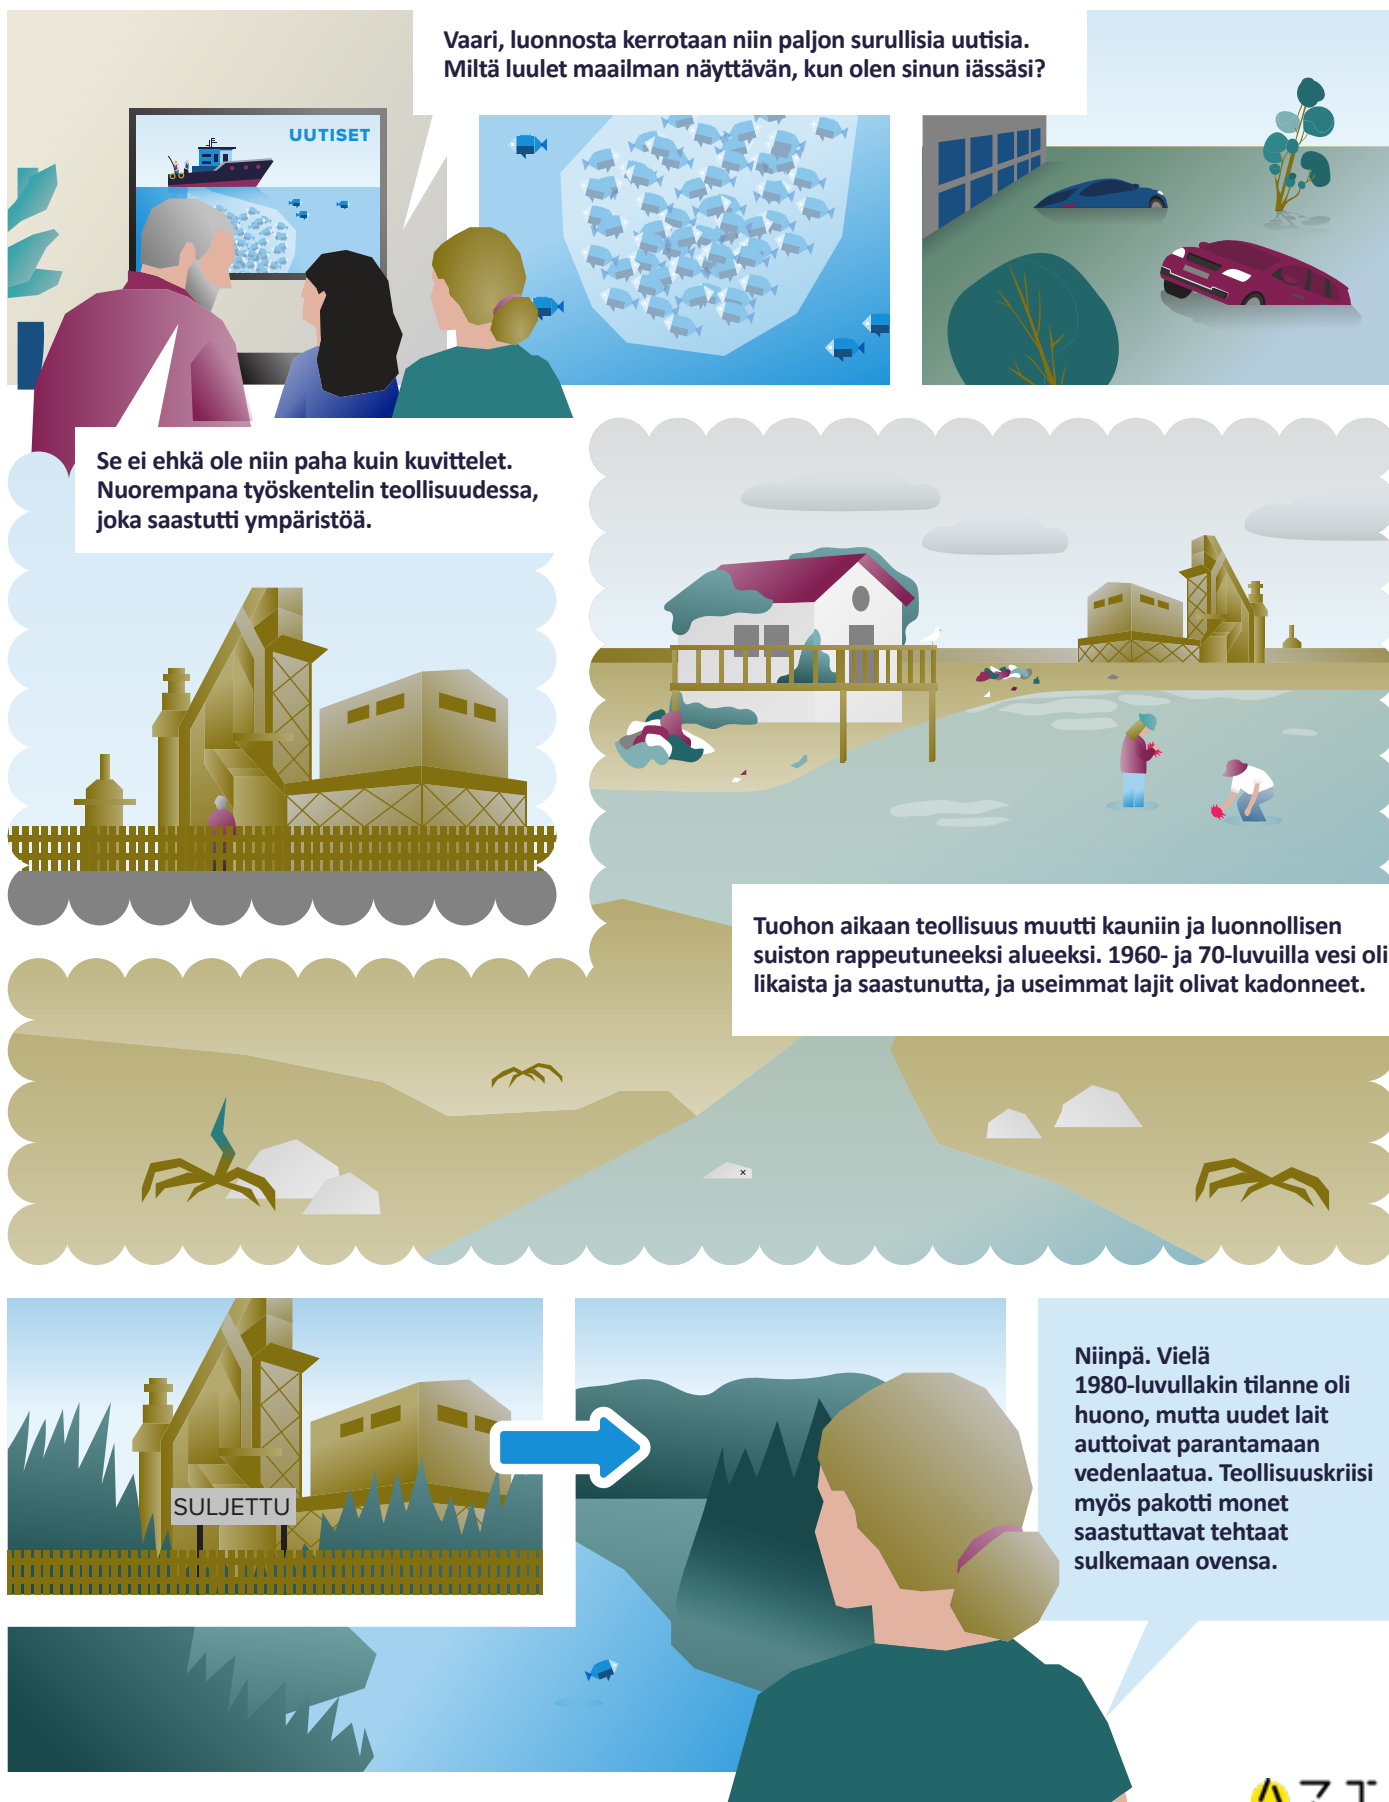 Vaari, luonnosta kerrotaan niin paljon surullisia uutisia.
Miltä luulet maailman näyttävän, kun olen sinun iässäsi?
UUTISET
Se ei ehkä ole niin paha kuin kuvittelet.
Nuorempana työskentelin teollisuudessa,
joka saastutti ympäristöä.
Tuohon aikaan teollisuus muutti kauniin ja luonnollisen
suiston rappeutuneeksi alueeksi. 1960- ja 70-luvuilla vesi oli
likaista ja saastunutta, ja useimmat lajit olivat kadonneet.
SULJETTU
Niinpä. Vielä
1980-luvullakin tilanne oli
huono, mutta uudet lait
auttoivat parantamaan
vedenlaatua. Teollisuuskriisi
myös pakotti monet
saastuttavat tehtaat
sulkemaan ovensa.